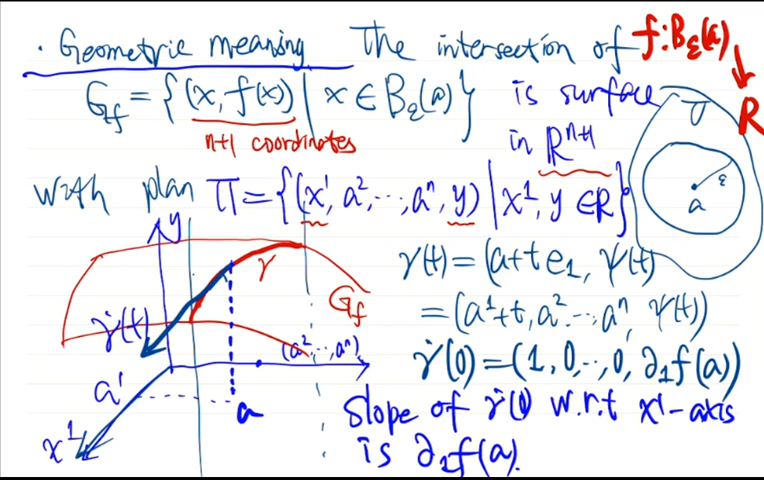 · Geometric meaning The intersection of f: B_ε(a) → R
G_f = { (x, f(x)) | x ∈ B_ε(a) } is surface
n+1 coordinates
in R^{n+1}
U
ε
a
with plan Π = { (x^1, a^2, ..., a^n, y) | x^1, y ∈ R }
y
γ
γ(t) = (a+te_1, ψ(t)
G_f
= (a^1+t, a^2 ..., a^n, ψ(t))
γ̇(t)
(a^2, ..., a^n)
γ̇(0) = (1, 0, .., 0, ∂_1 f(a))
a^1
a
slope of γ̇(0) w.r.t x^1-axis
x^1
is ∂_1 f(a).